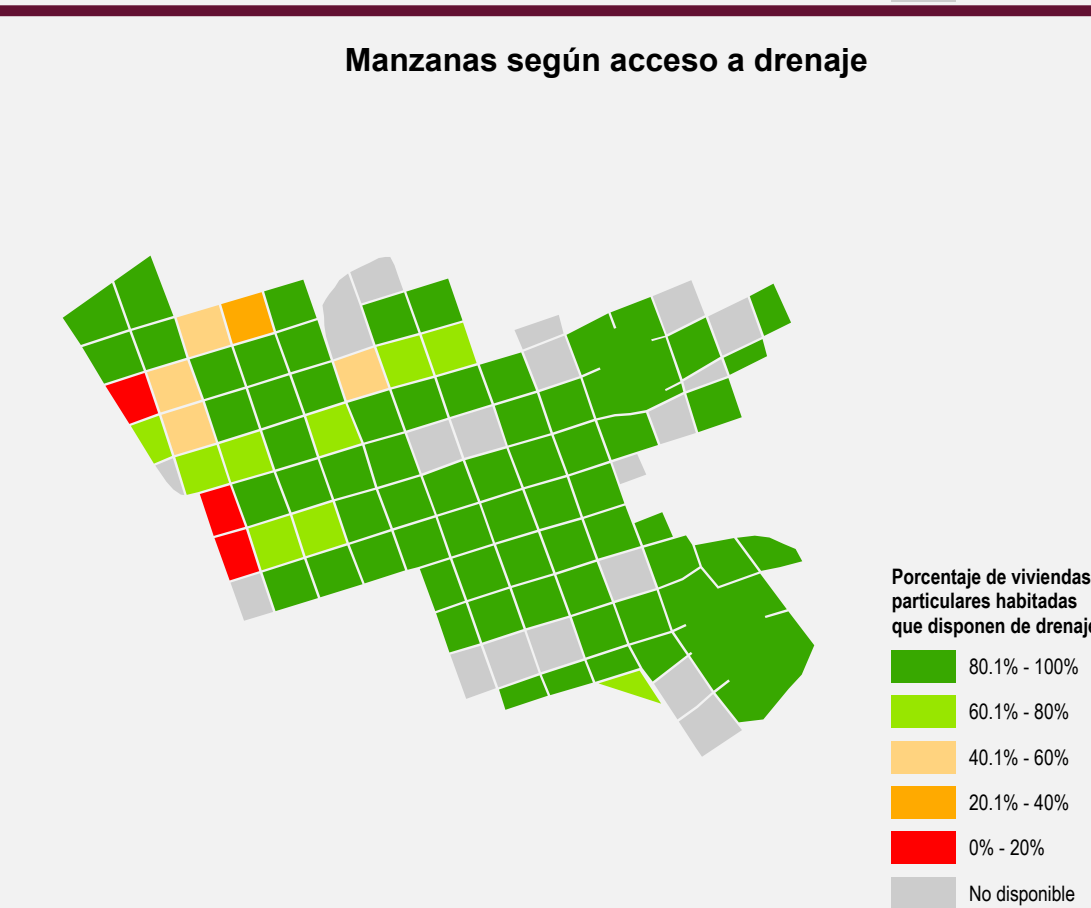 Manzanas según acceso a drenaje
Porcentaje de viviendas
particulares habitadas
que disponen de drenaje
80.1% - 100%
60.1% - 80%
40.1% - 60%
20.1% - 40%
0% - 20%
No disponible